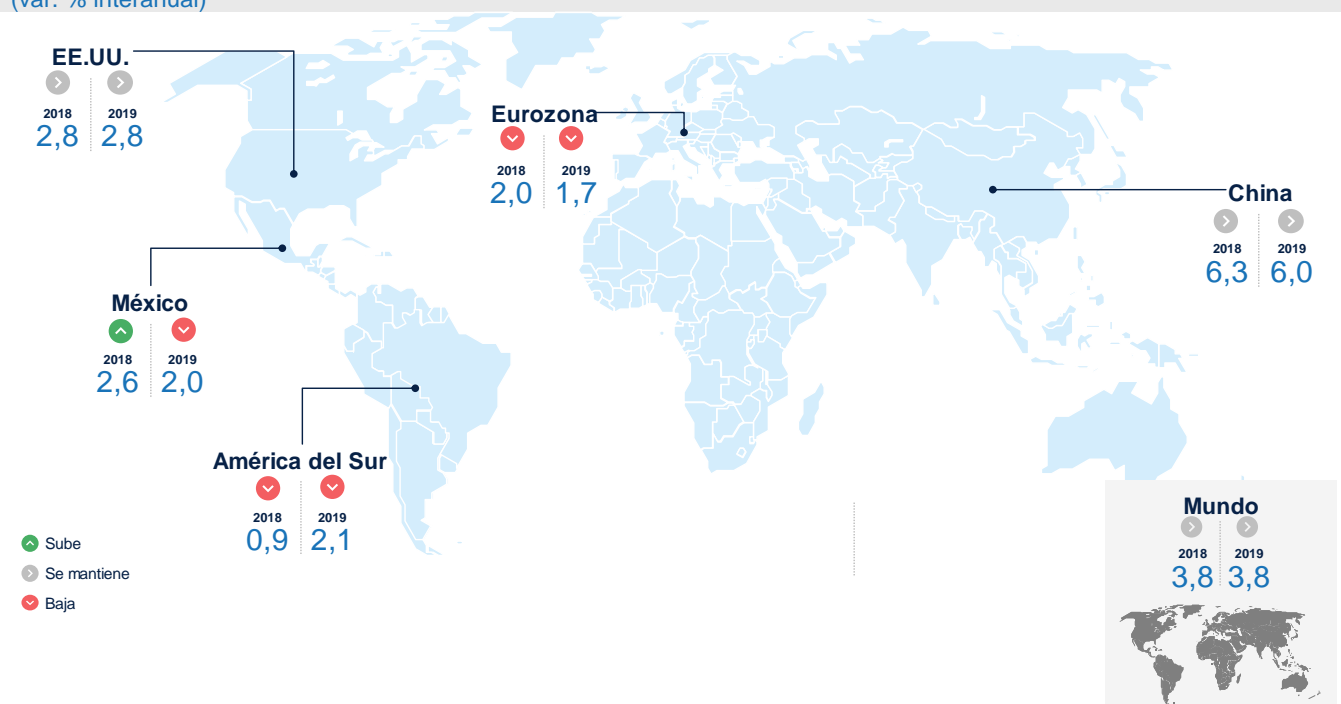 (var. % interanual)
EE.UU.
2018 2019
2,8 2,8
Eurozona
2018 2019
2,0 1,7
China
2018 2019
6,3 6,0
México
2018 2019
2,6 2,0
América del Sur
2018 2019
0,9 2,1
Sube
Se mantiene
Baja
Mundo
2018 2019
3,8 3,8